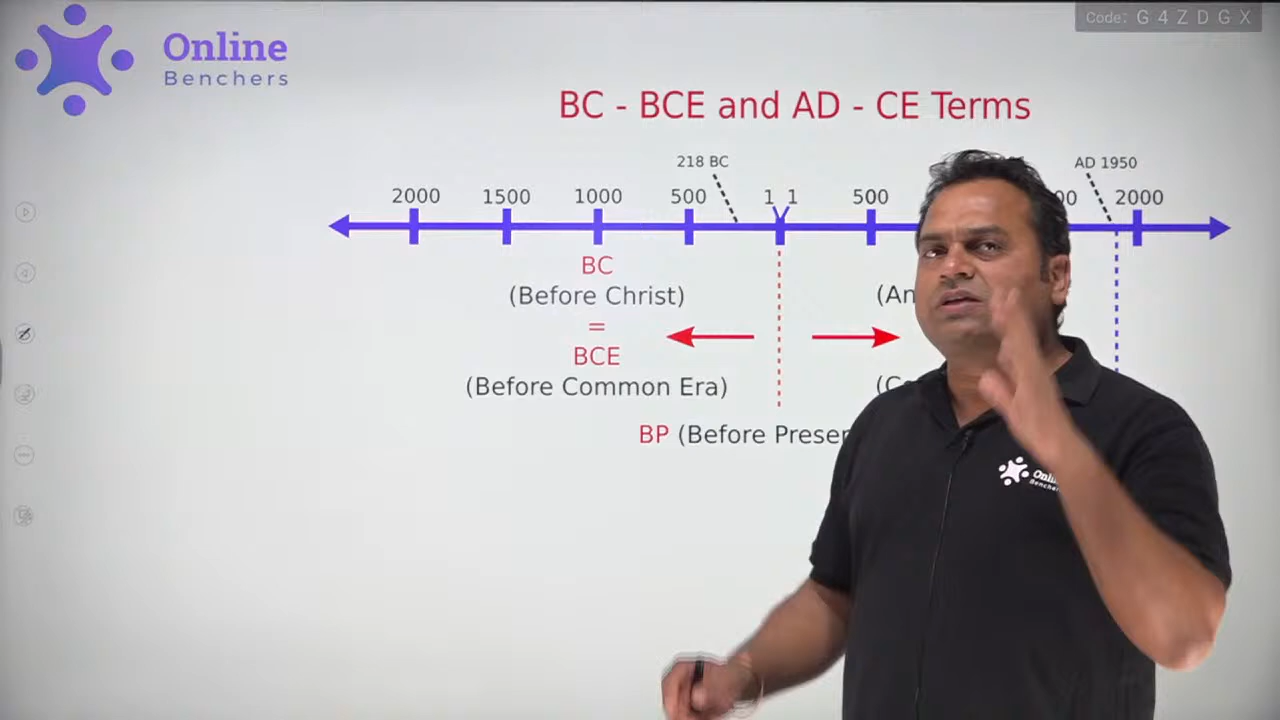 Code: G 4 Z D G X
Online
Benchers
BC - BCE and AD - CE Terms
218 BC
AD 1950
2000 1500 1000 500 1 1 500 2000
BC
(Before Christ)
=
BCE
(Before Common Era)
BP (Before